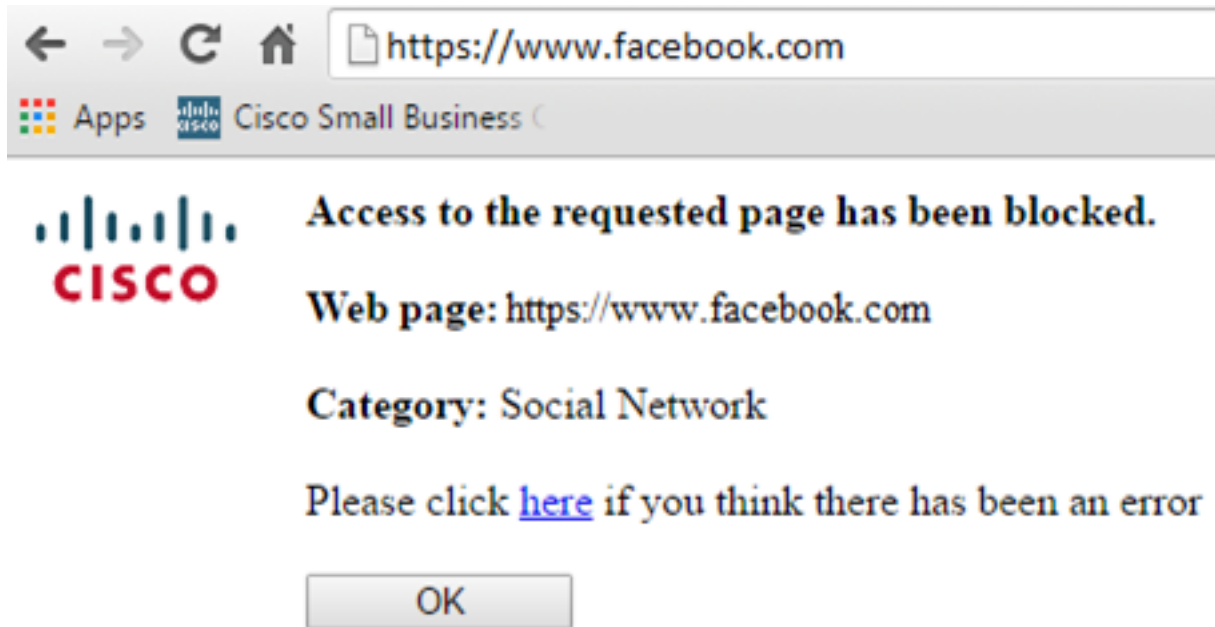 https://www.facebook.com
Apps Cisco Small Business
CISCO
Access to the requested page has been blocked.
Web page: https://www.facebook.com
Category: Social Network
Please click here if you think there has been an error
OK